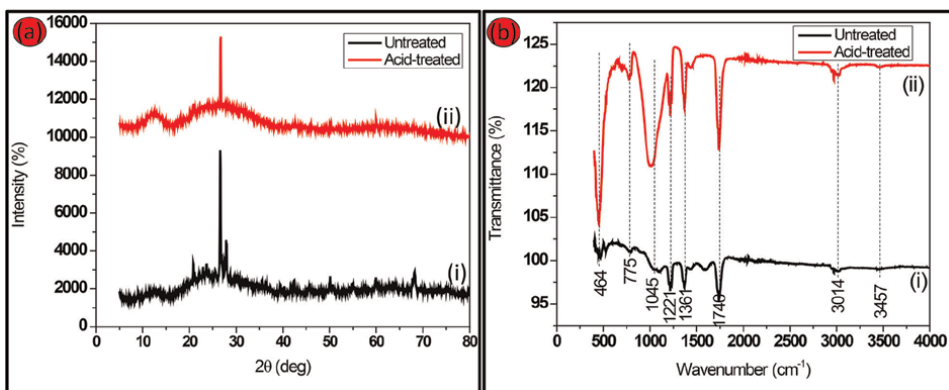 (a)
16000
14000
12000
10000
8000
6000
4000
2000
0
Intensity (%)
Untreated
Acid-treated
(ii)
(i)
0 10 20 30 40 50 60 70 80
2θ (deg)
(b)
125
120
115
110
105
100
95
Transmittance (%)
Untreated
Acid-treated
(ii)
(i)
464
775
1045
1221
1361
1740
3014
3457
0 500 1000 1500 2000 2500 3000 3500 4000
Wavenumber (cm⁻¹)